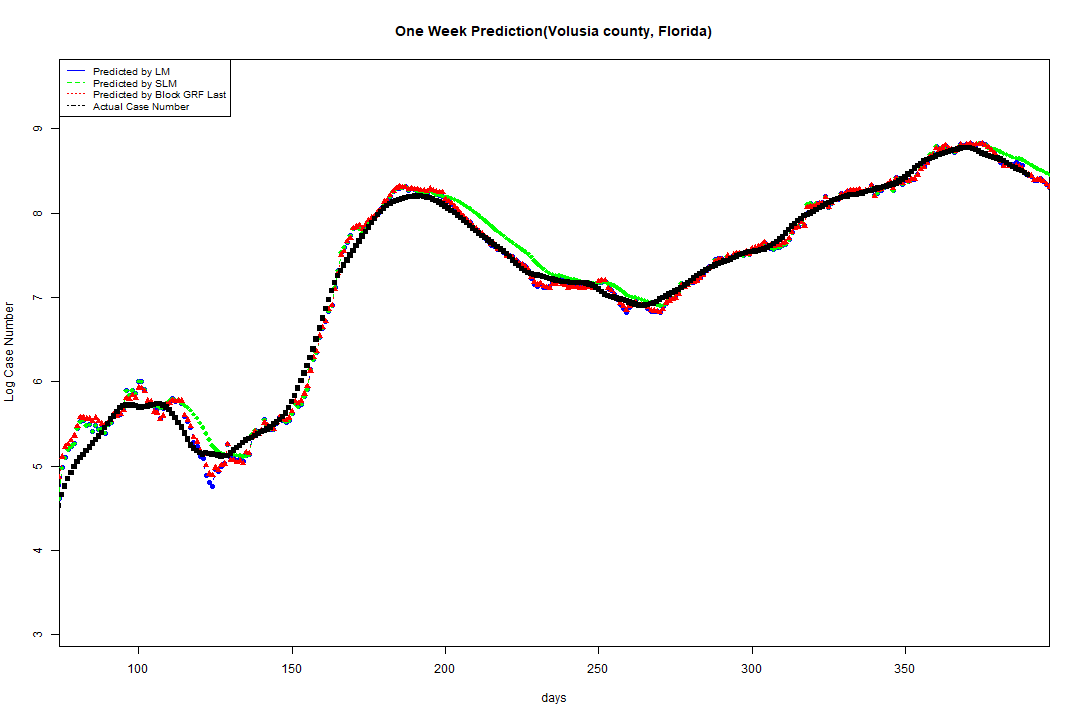 One Week Prediction(Volusia county, Florida)
Predicted by LM
Predicted by SLM
Predicted by Block GRF Last
Actual Case Number
Log Case Number
9
8
7
6
5
4
3
100 150 200 250 300 350
days